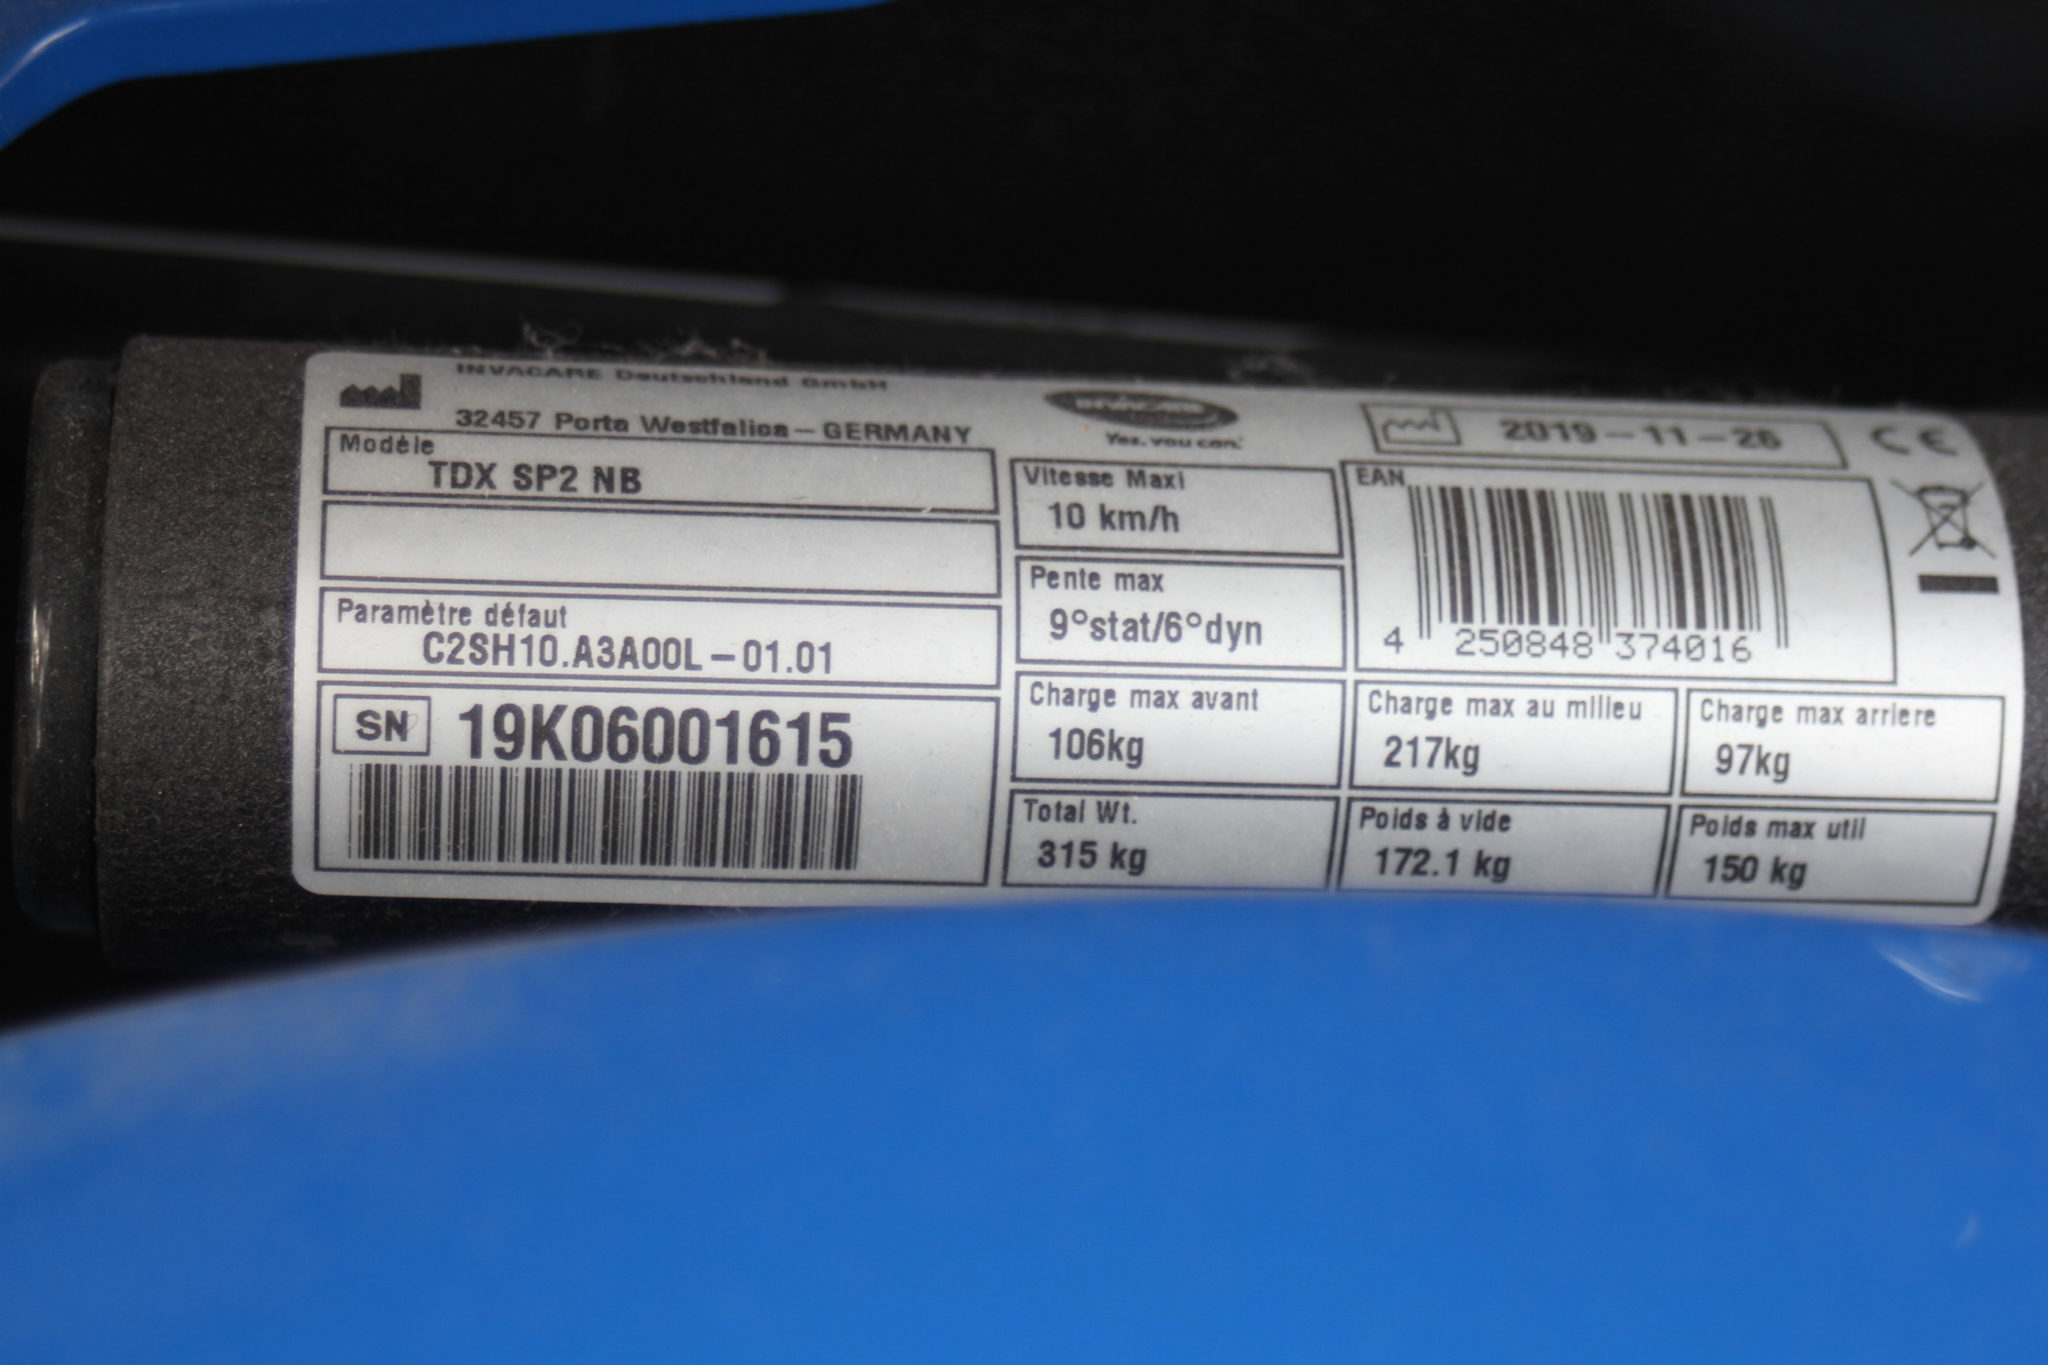 INVACARE Deutschland GmbH
32457 Porta Westfalica – GERMANY
Modèle
TDX SP2 NB
Paramètre défaut
C2SH10.A3A00L – 01.01
SN 19K06001615
INVACARE
Yes, you can.
2019 – 11 – 26
CE
Vitesse Maxi
10 km/h
EAN
4 250848 374016
Pente max
9°stat/6°dyn
Charge max avant
106kg
Charge max au milieu
217kg
Charge max arriere
97kg
Total Wt.
315 kg
Poids à vide
172.1 kg
Poids max util
150 kg